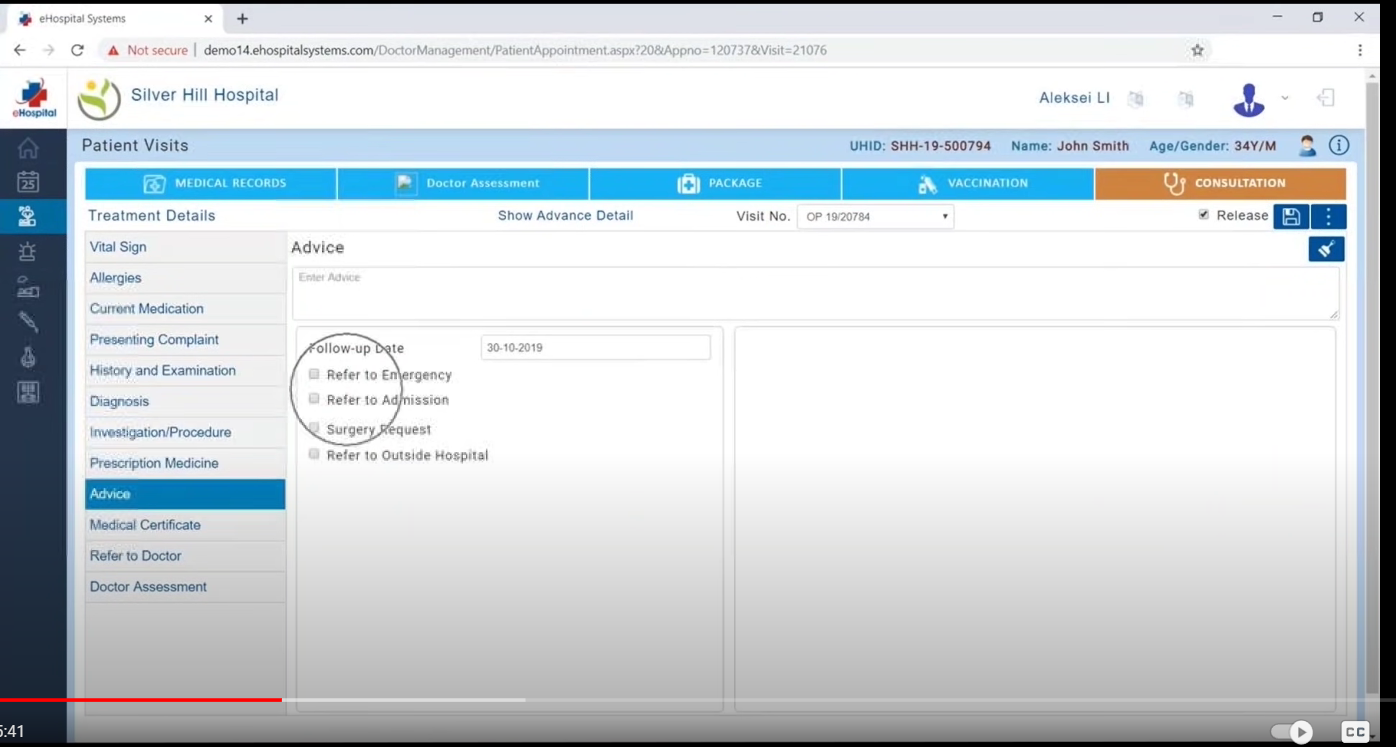 eHospital Systems
Not secure | demo14.ehospitalsystems.com/DoctorManagement/PatientAppointment.aspx?20&Appno=120737&Visit=21076
eHospital
Silver Hill Hospital
Aleksei LI
Patient Visits
UHID: SHH-19-500794 Name: John Smith Age/Gender: 34Y/M
MEDICAL RECORDS Doctor Assessment PACKAGE VACCINATION CONSULTATION
Treatment Details Show Advance Detail Visit No. OP 19/20784 Release
25
Vital Sign
Advice
Allergies
Enter Advice
Current Medication
Presenting Complaint
Follow-up Date 30-10-2019
History and Examination
Refer to Emergency
Diagnosis
Refer to Admission
Investigation/Procedure
Surgery Request
Prescription Medicine
Refer to Outside Hospital
Advice
Medical Certificate
Refer to Doctor
Doctor Assessment
5:41
CC